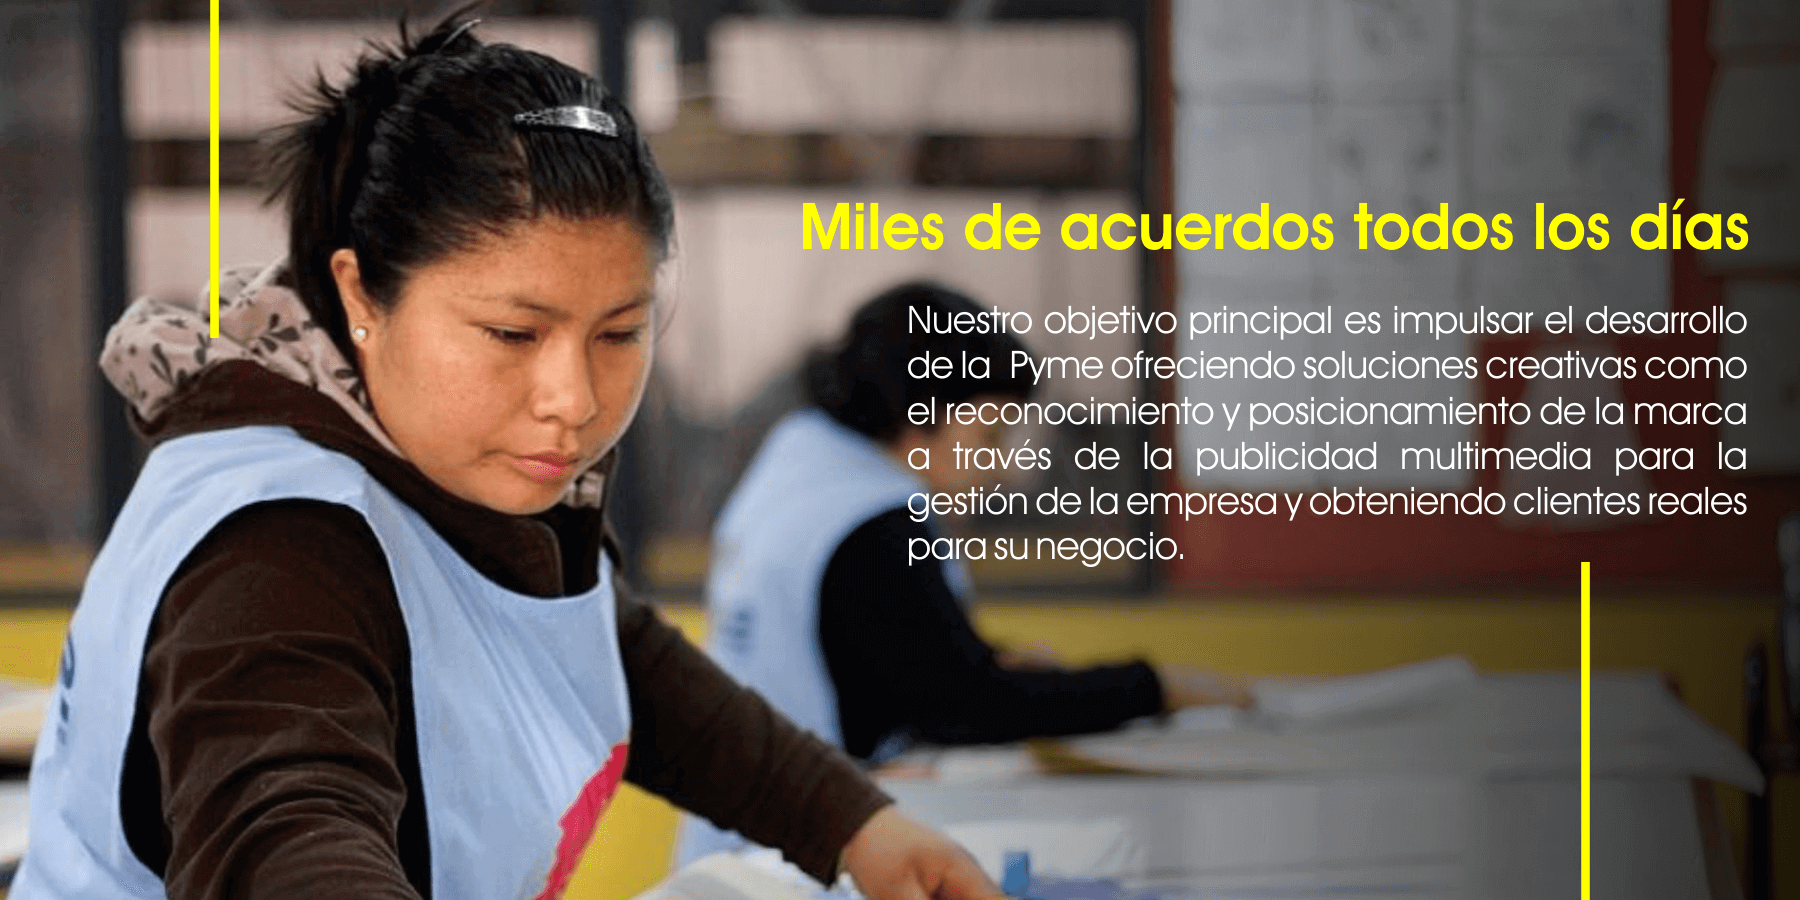 Miles de acuerdos todos los días
Nuestro objetivo principal es impulsar el desarrollo
de la Pyme ofreciendo soluciones creativas como
el reconocimiento y posicionamiento de la marca
a través de la publicidad multimedia para la
gestión de la empresa y obteniendo clientes reales
para su negocio.